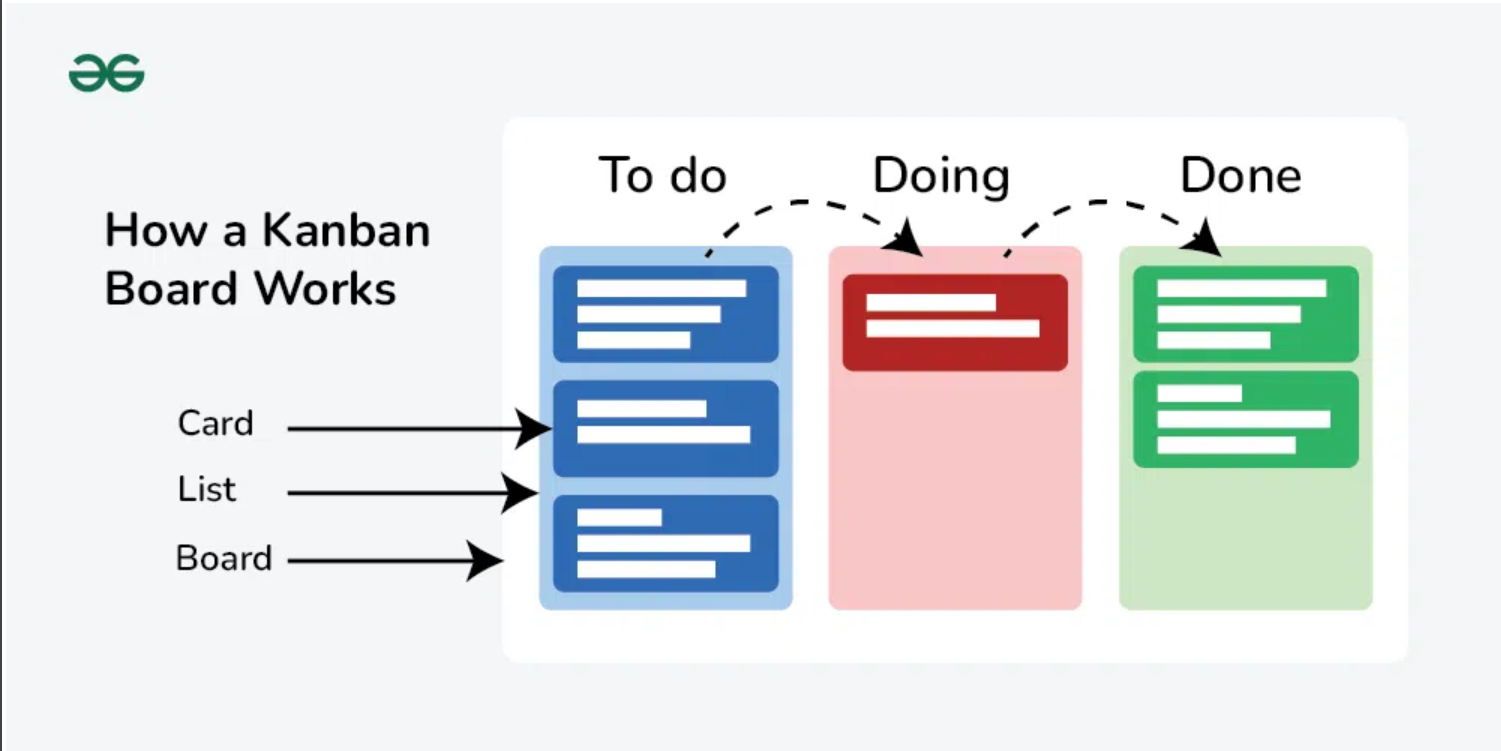 How a Kanban
Board Works
To do
Doing
Done
Card
List
Board